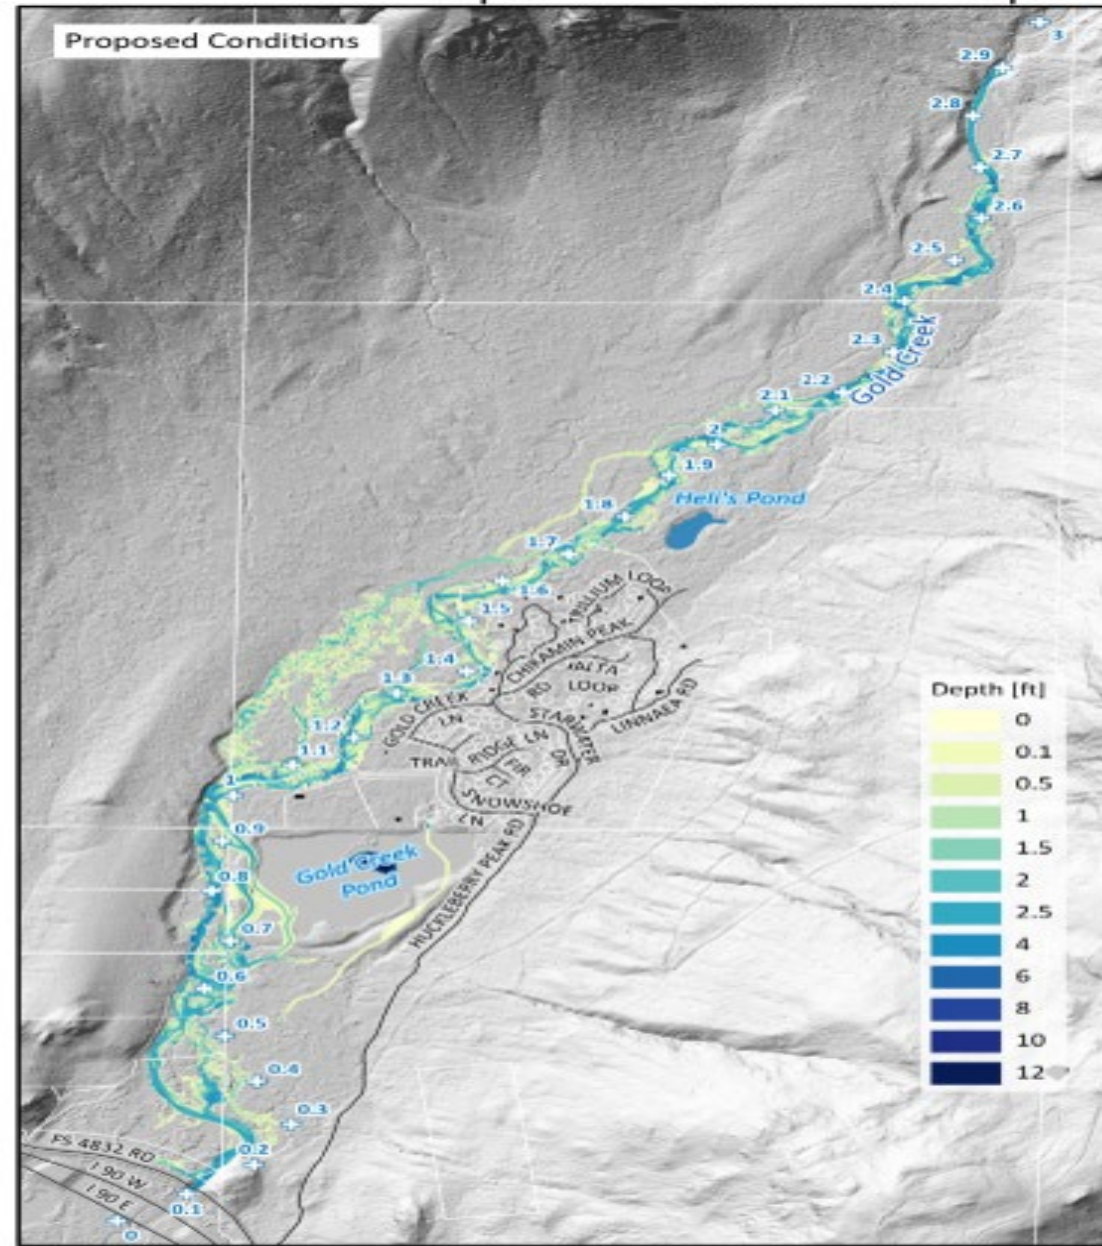 Proposed Conditions
3
2.9
2.8
2.7
2.6
2.5
2.4
2.3
Gold Creek
2.2
2.1
2
1.9
Heli's Pond
1.8
1.7
1.6
1.5
TRILLIUM LOOP
CHIKAMIN PEAK
RD
ALTA
LOOP
1.4
1.3
GOLD CREEK
LN
STARWATER
DR
LINNAEA RD
1.2
1.1
TRAIL RIDGE LN
FIR
CT
SNOWSHOE
LN
1
0.9
0.8
Gold Creek
Pond
HUCKLEBERRY PEAK RD
0.7
0.6
0.5
0.4
0.3
0.2
FS 4832 RD
I 90 W
I 90 E
0.1
0
Depth [ft]
0
0.1
0.5
1
1.5
2
2.5
4
6
8
10
12